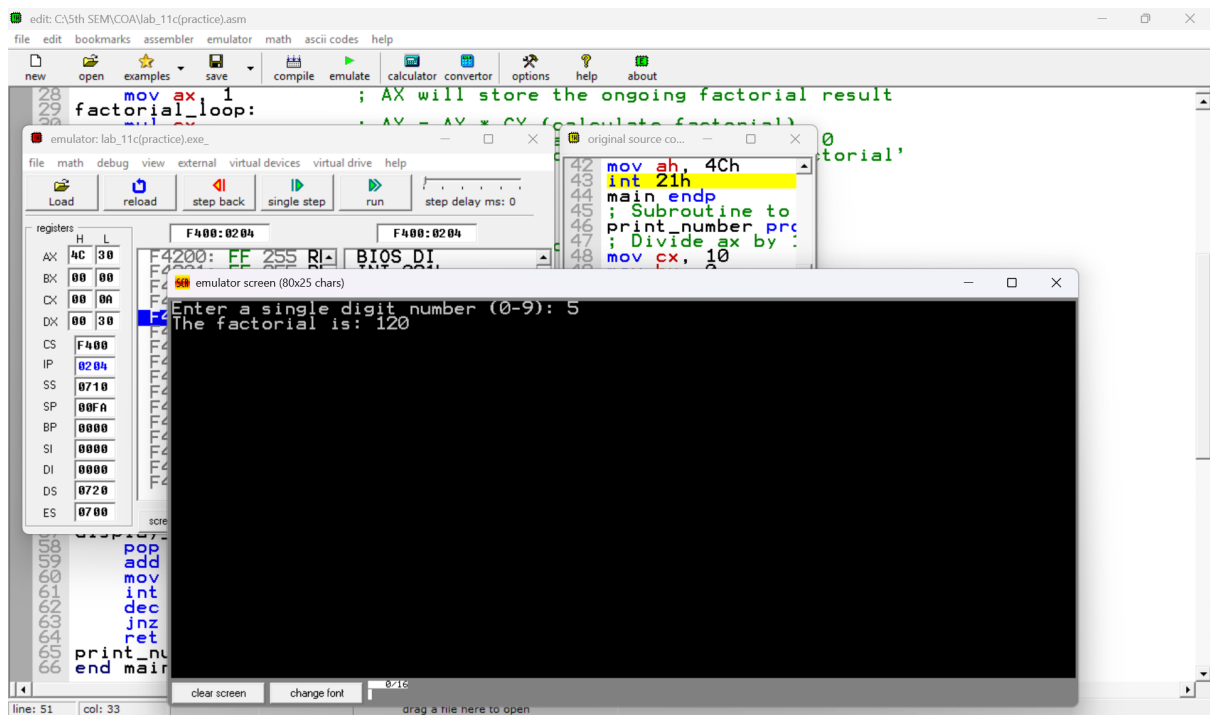 edit: C:\5th SEM\COA\lab_11c(practice).asm
file edit bookmarks assembler emulator math ascii codes help
new open examples save compile emulate calculator convertor options help about
28 mov ax, 1 ; AX will store the ongoing factorial result
29 factorial_loop:
; AX = AX * CX (calculate factorial)
emulator: lab_11c(practice).exe_
file math debug view external virtual devices virtual drive help
Load reload step back single step run step delay ms: 0
registers
H L
F400:0204 F400:0204
AX 4C 30
BX 00 00
CX 00 0A
DX 00 30
CS F400
IP 0204
SS 0710
SP 00FA
BP 0000
SI 0000
DI 0000
DS 0720
ES 0700
F4200: FF 255 RE
BIOS DI
original source co...
42 mov ah, 4Ch
43 int 21h
44 main endp
45 ; Subroutine to
46 print_number pro
47 ; Divide ax by
48 mov cx, 10
emulator screen (80x25 chars)
Enter a single digit number (0-9): 5
The factorial is: 120
clear screen change font 0/16
58 pop
59 add
60 mov
61 int
62 dec
63 jnz
64 ret
65 print_nu
66 end main
line: 51 col: 33 drag a file here to open